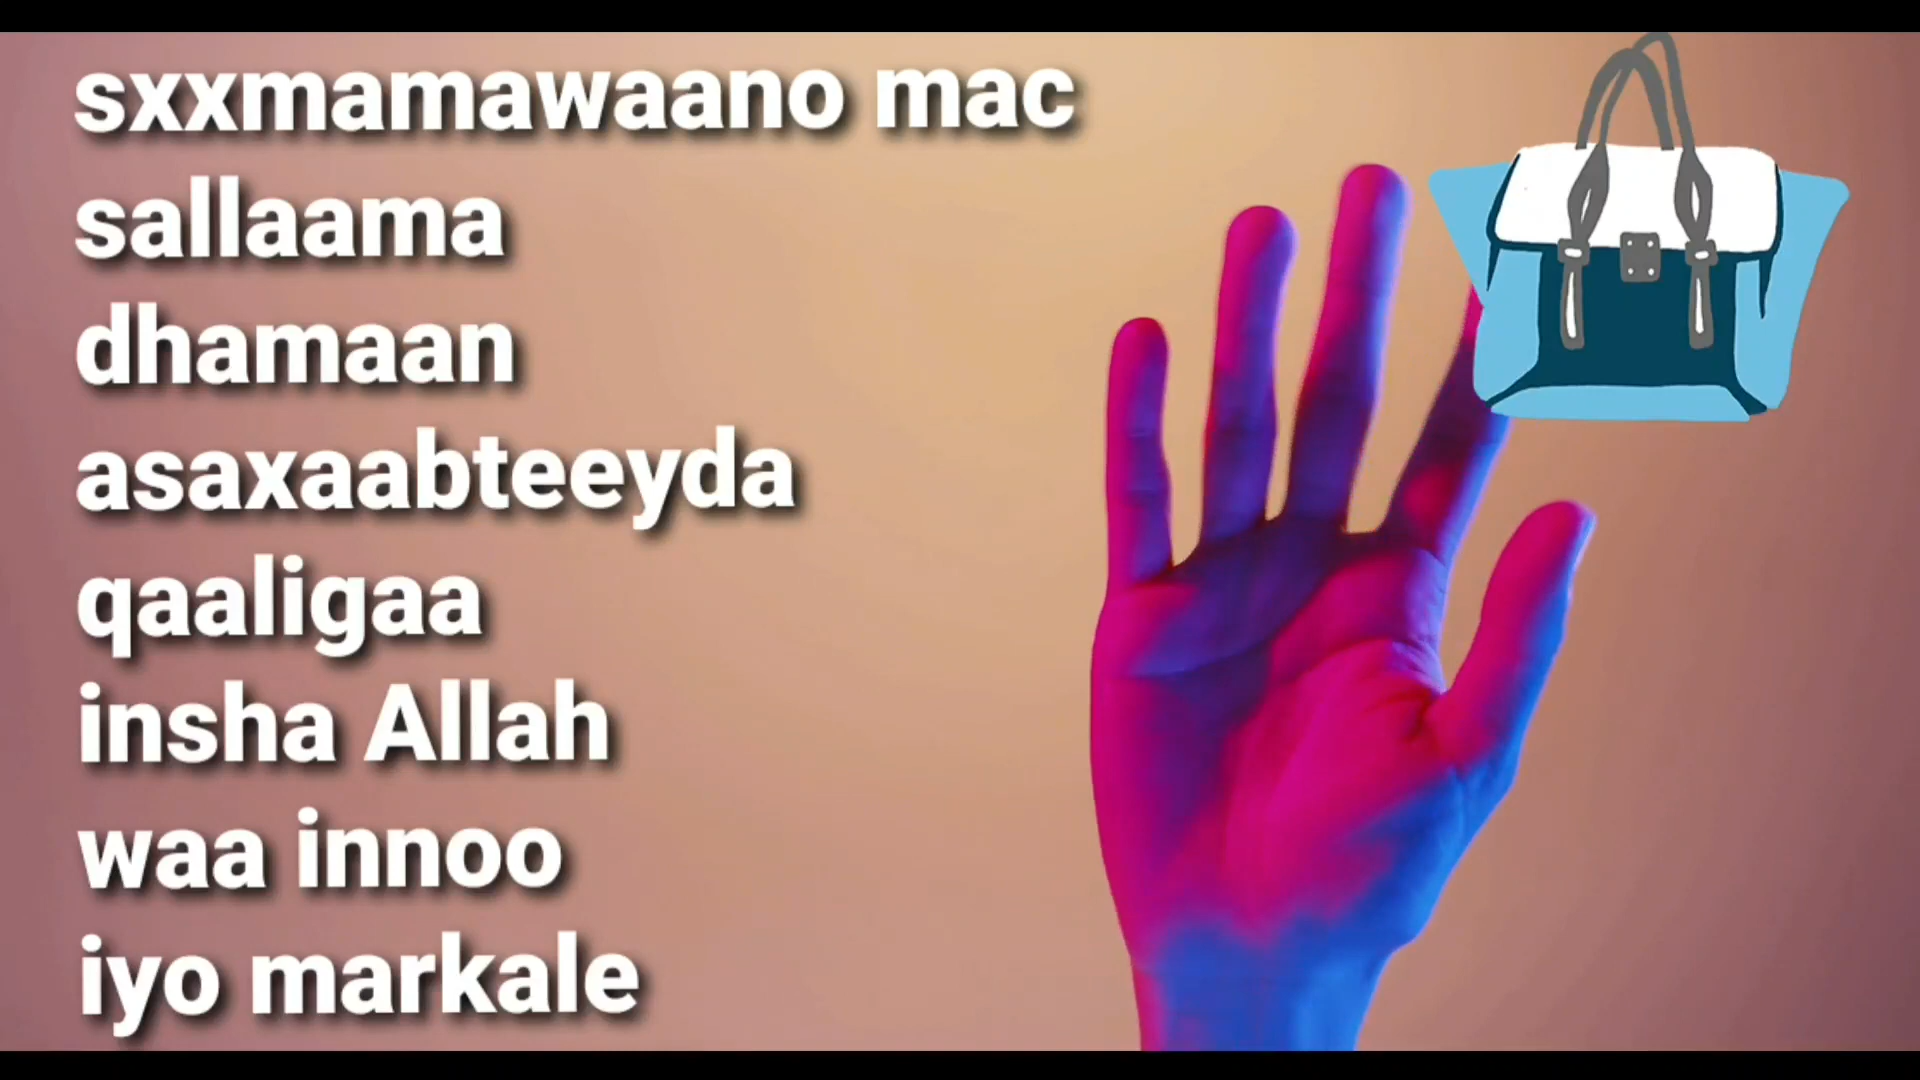 sxxmamawaano mac
sallaama
dhamaan
asaxaabteeyda
qaaligaa
insha Allah
waa innoo
iyo markale